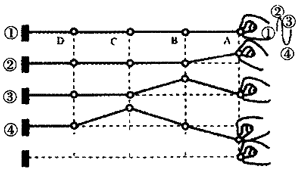 ① D C B A ① ② ③ ④
②
③
④